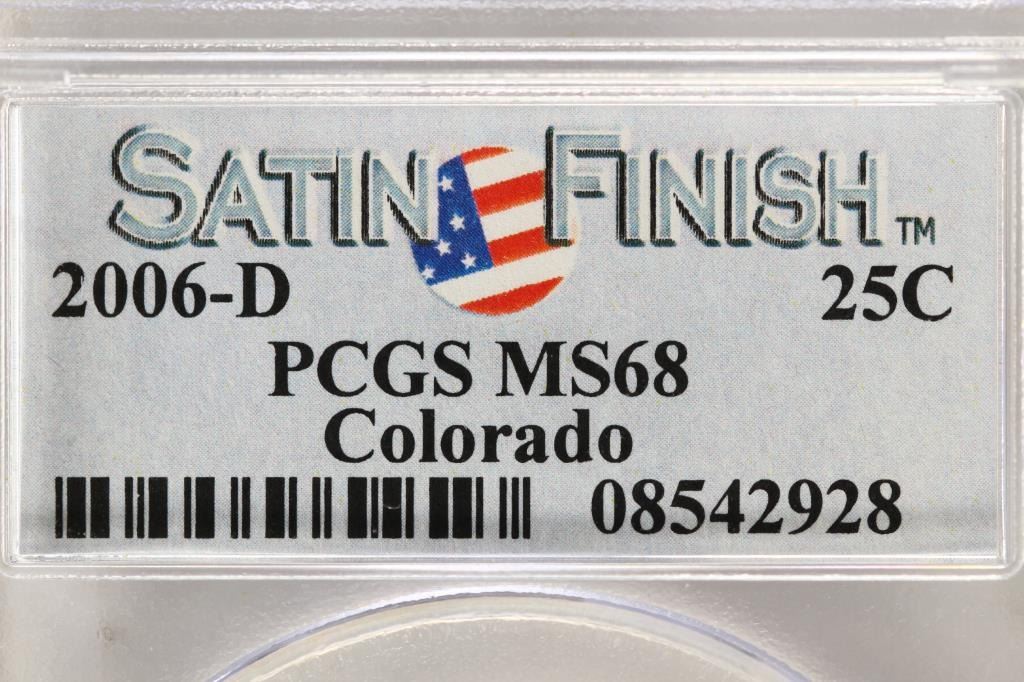 SATIN FINISH™
2006-D 25C
PCGS MS68
Colorado
08542928